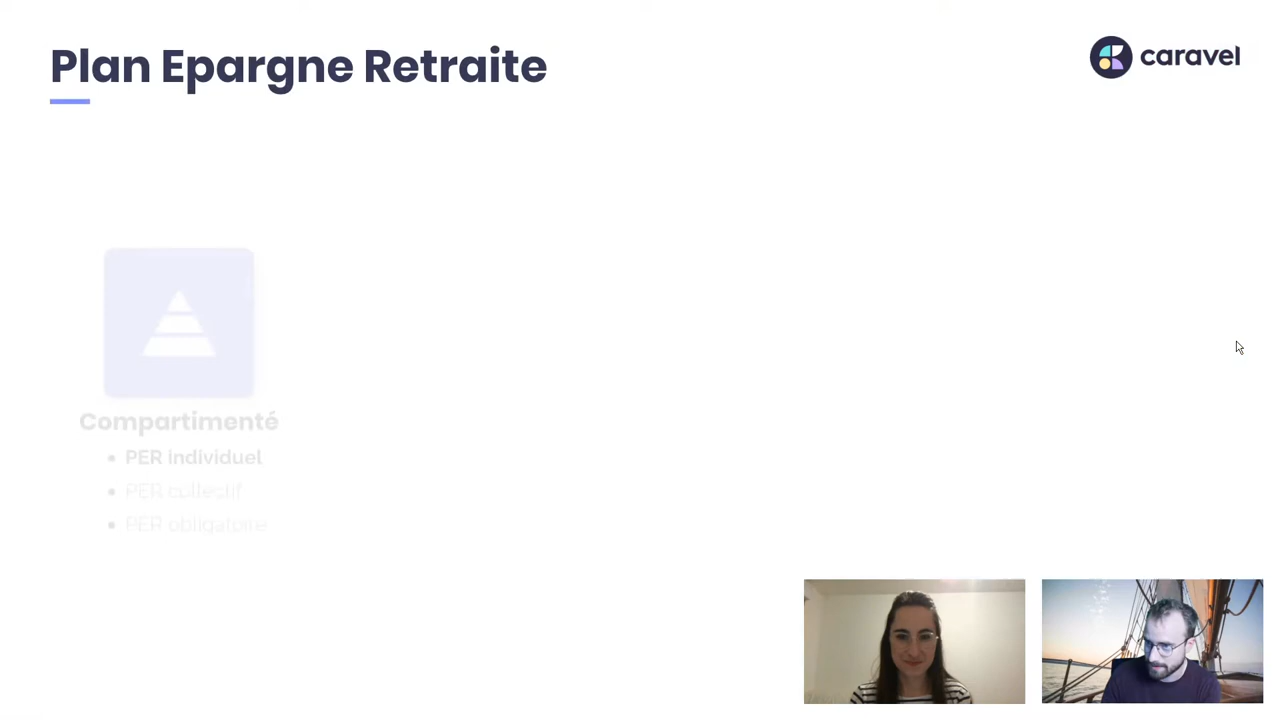 Plan Epargne Retraite
caravel
Compartimenté
PER individuel
PER collectif
PER obligatoire